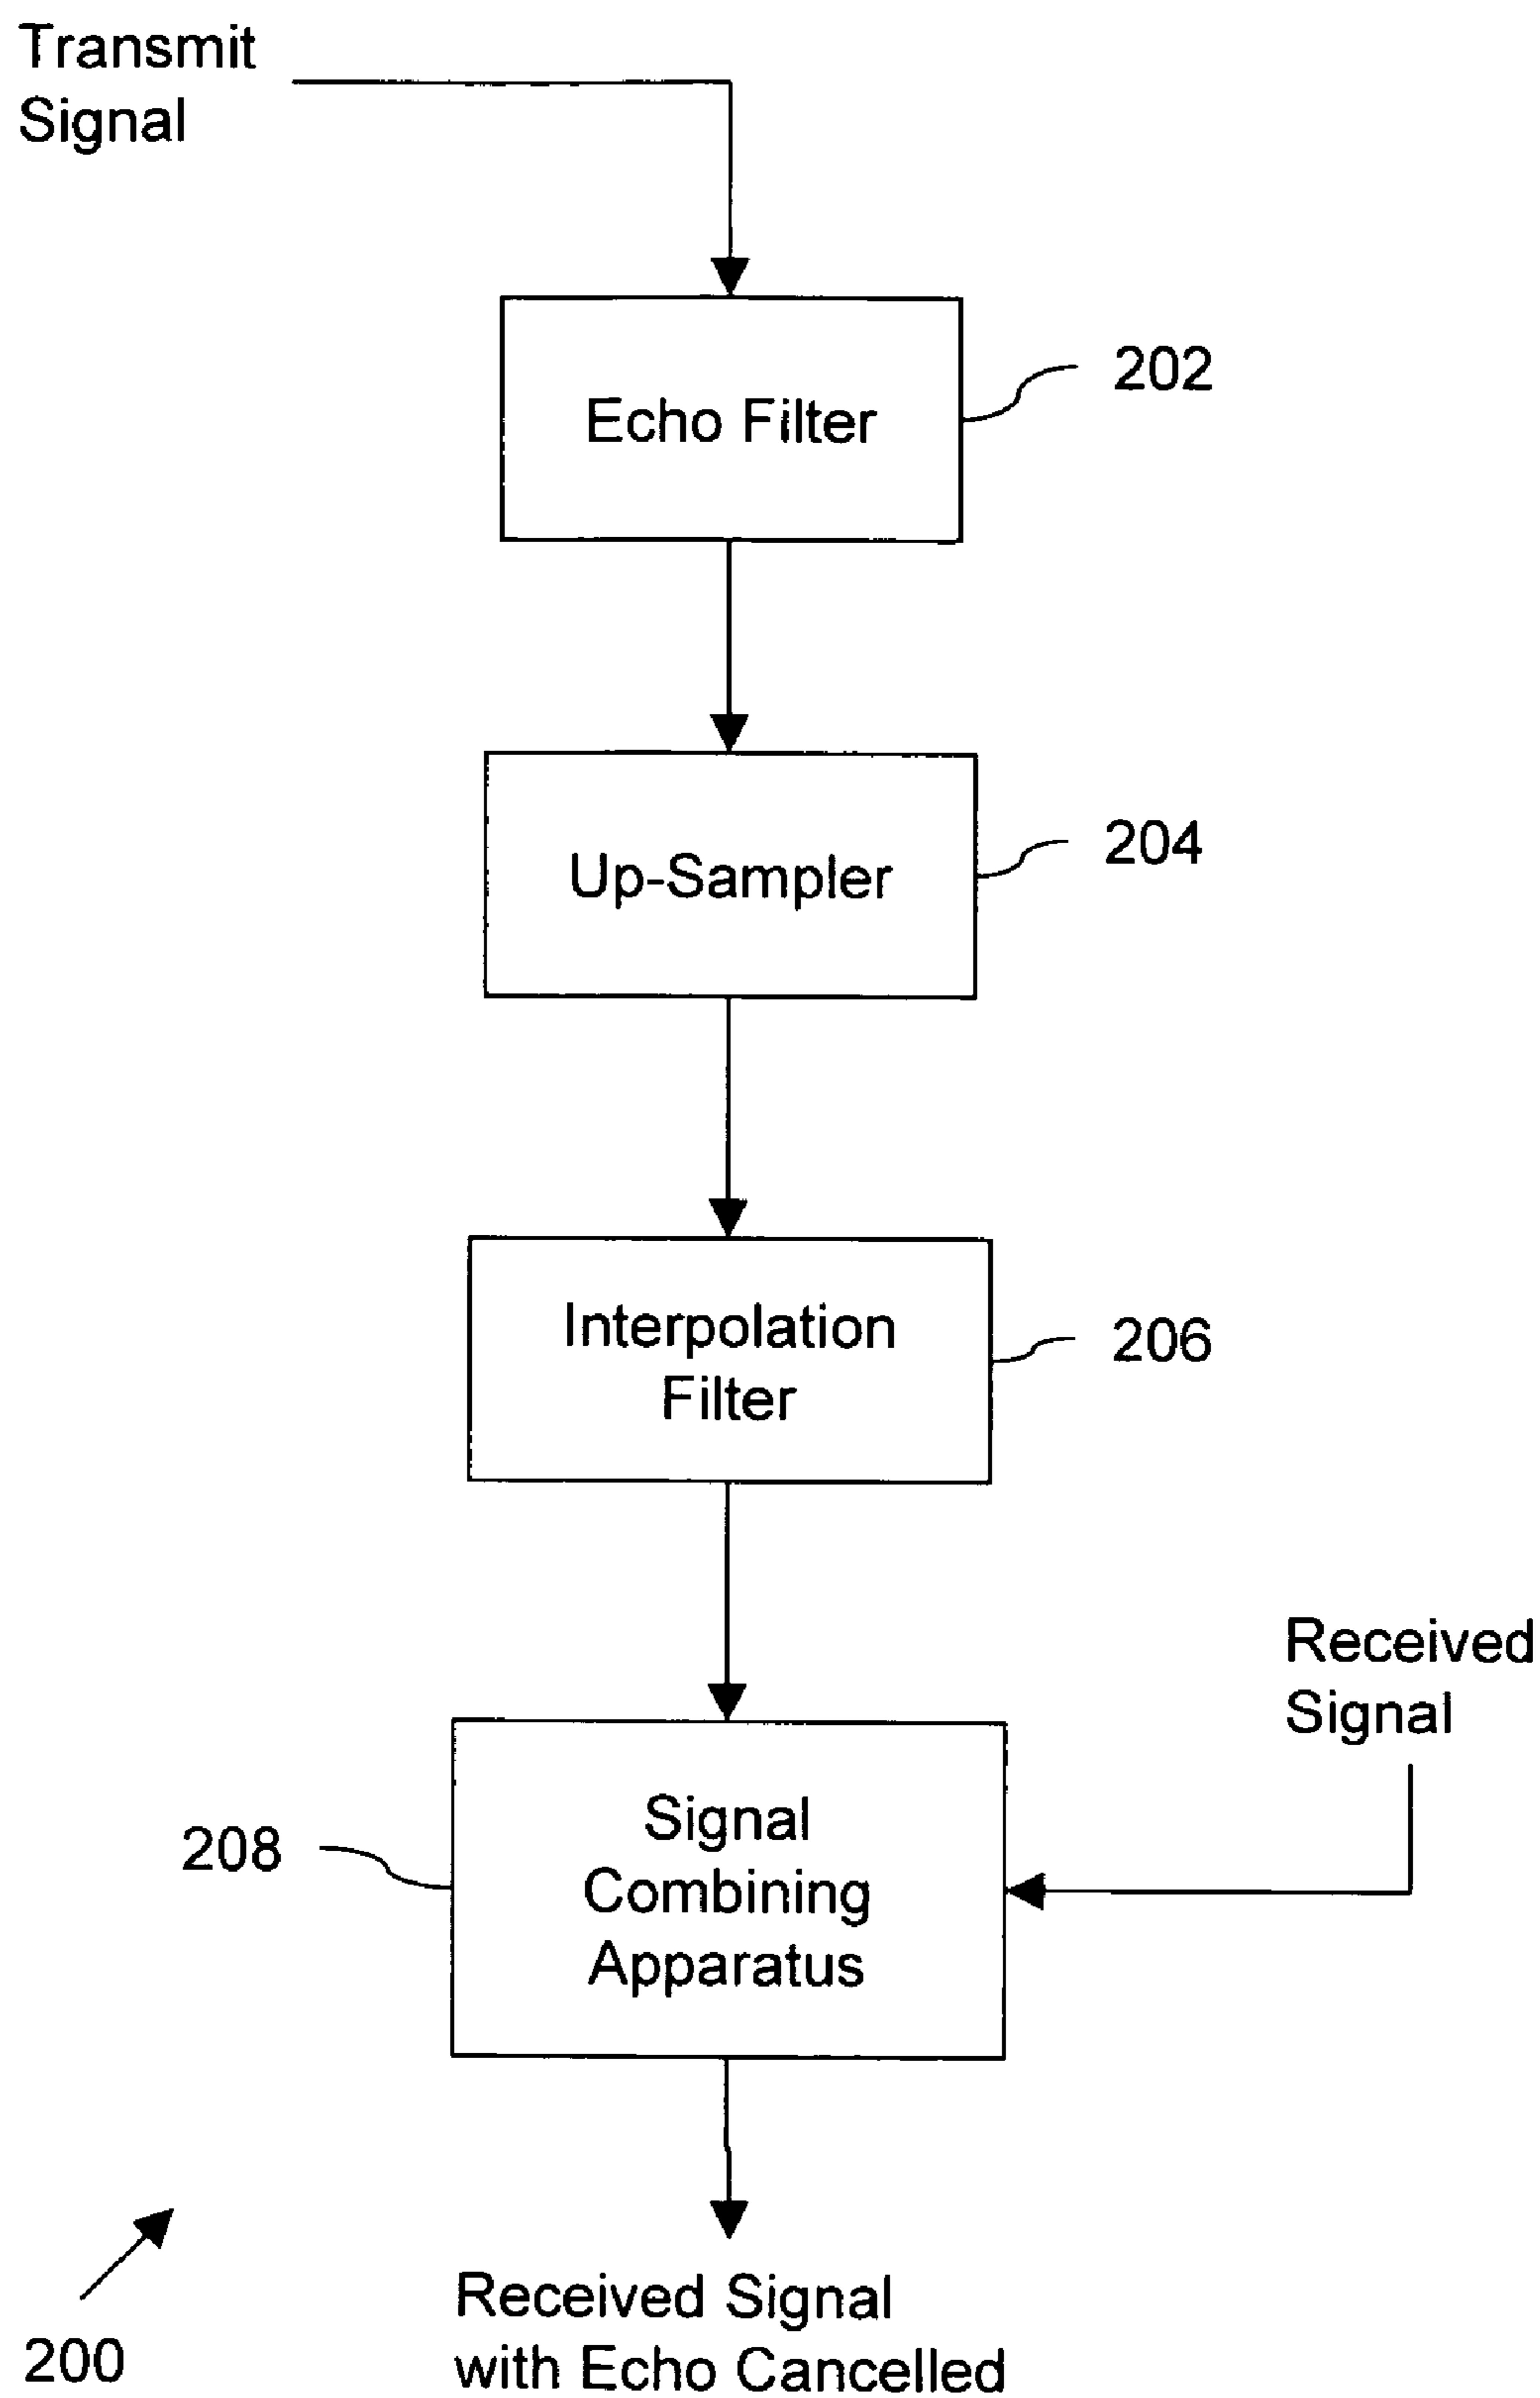 Transmit
Signal
Echo Filter
202
Up-Sampler
204
Interpolation
Filter
206
Received
Signal
208
Signal
Combining
Apparatus
200
Received Signal
with Echo Cancelled